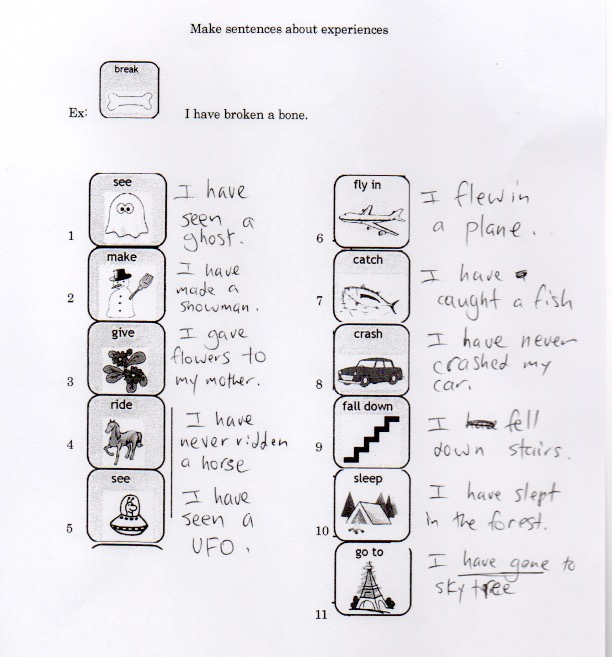 Make sentences about experiences
break
Ex: I have broken a bone.
see
1
I have
seen a
ghost.
make
2
I have
made a
snowman.
give
3
I gave
flowers to
my mother.
ride
4
I have
never ridden
a horse
see
5
I have
seen a
UFO.
fly in
6
I flew in
a plane.
catch
7
I have
caught a fish
crash
8
I have never
crashed my
car.
fall down
9
I have fell
down stairs.
sleep
10
I have slept
in the forest.
go to
11
I have gone to
sky tree